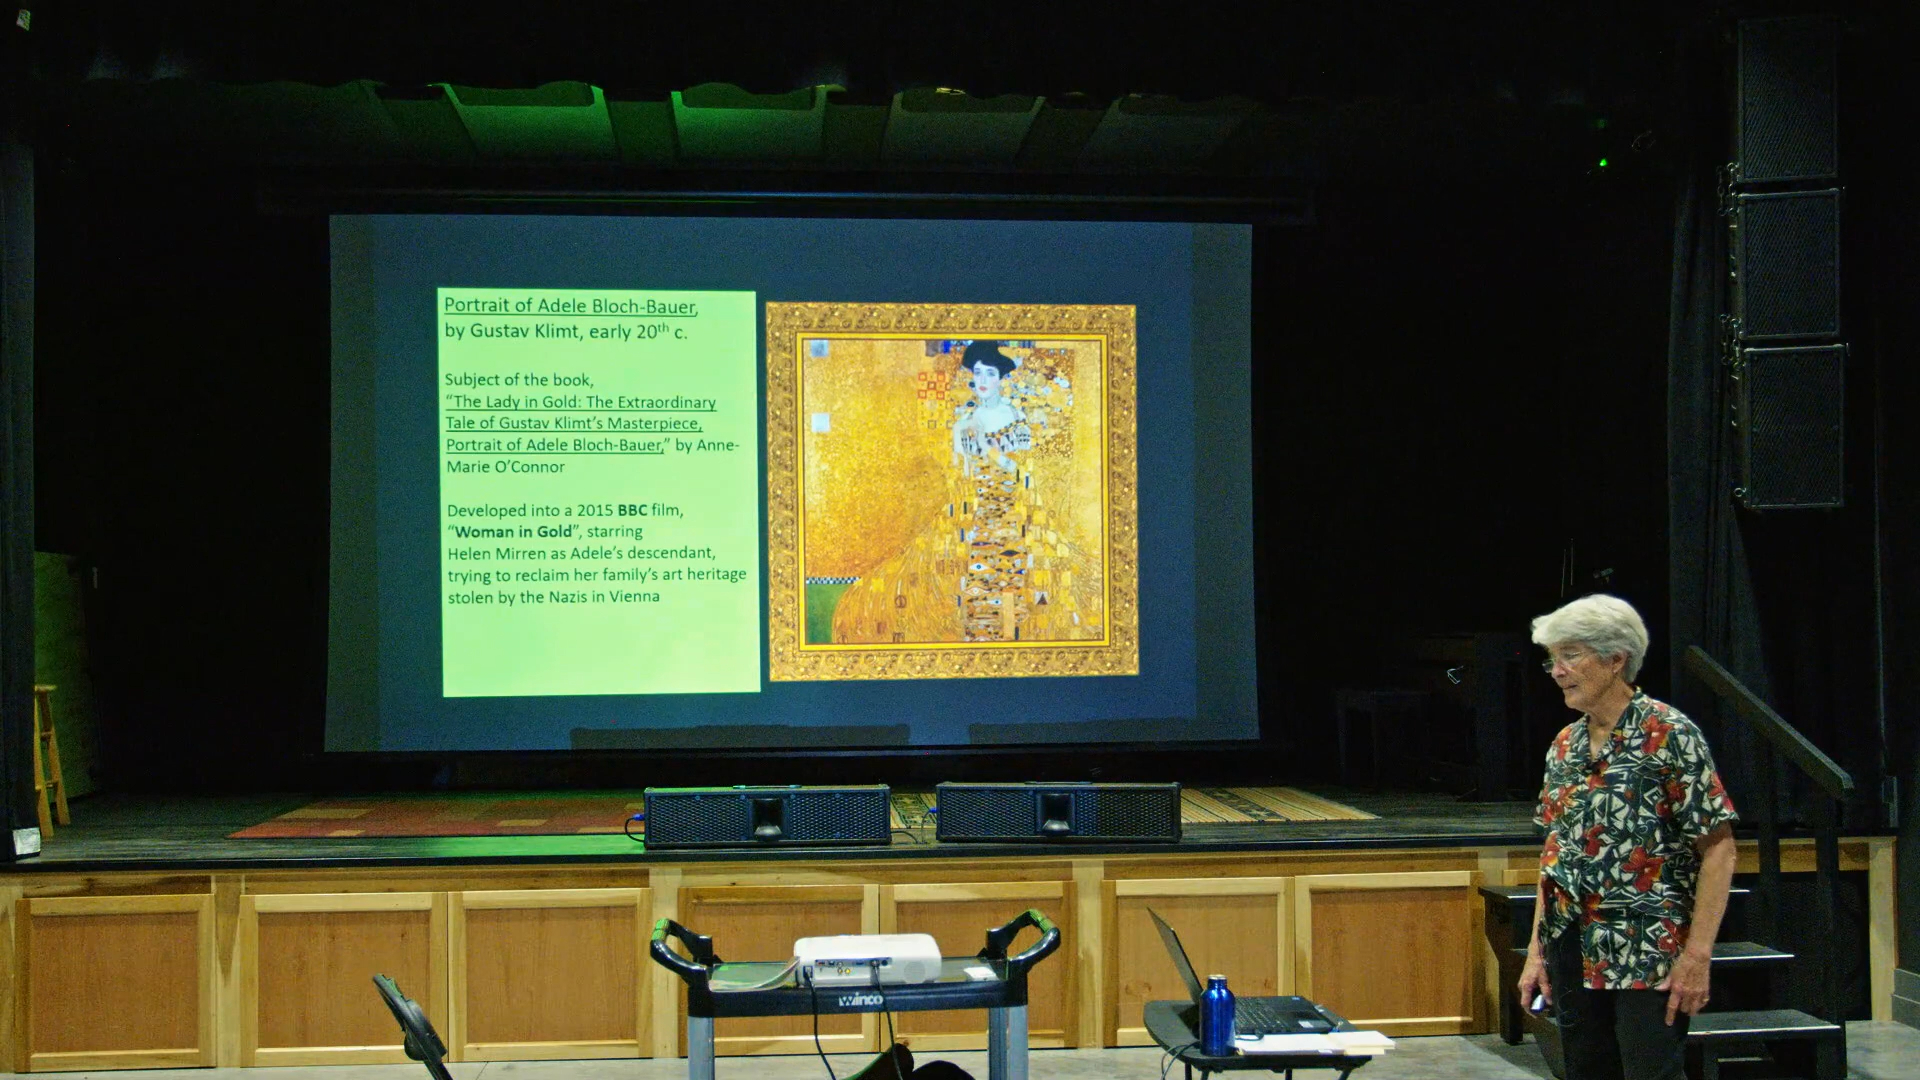 Portrait of Adele Bloch-Bauer,
by Gustav Klimt, early 20th c.
Subject of the book,
“The Lady in Gold: The Extraordinary
Tale of Gustav Klimt’s Masterpiece,
Portrait of Adele Bloch-Bauer,” by Anne-
Marie O’Connor
Developed into a 2015 BBC film,
“Woman in Gold”, starring
Helen Mirren as Adele’s descendant,
trying to reclaim her family’s art heritage
stolen by the Nazis in Vienna
winco